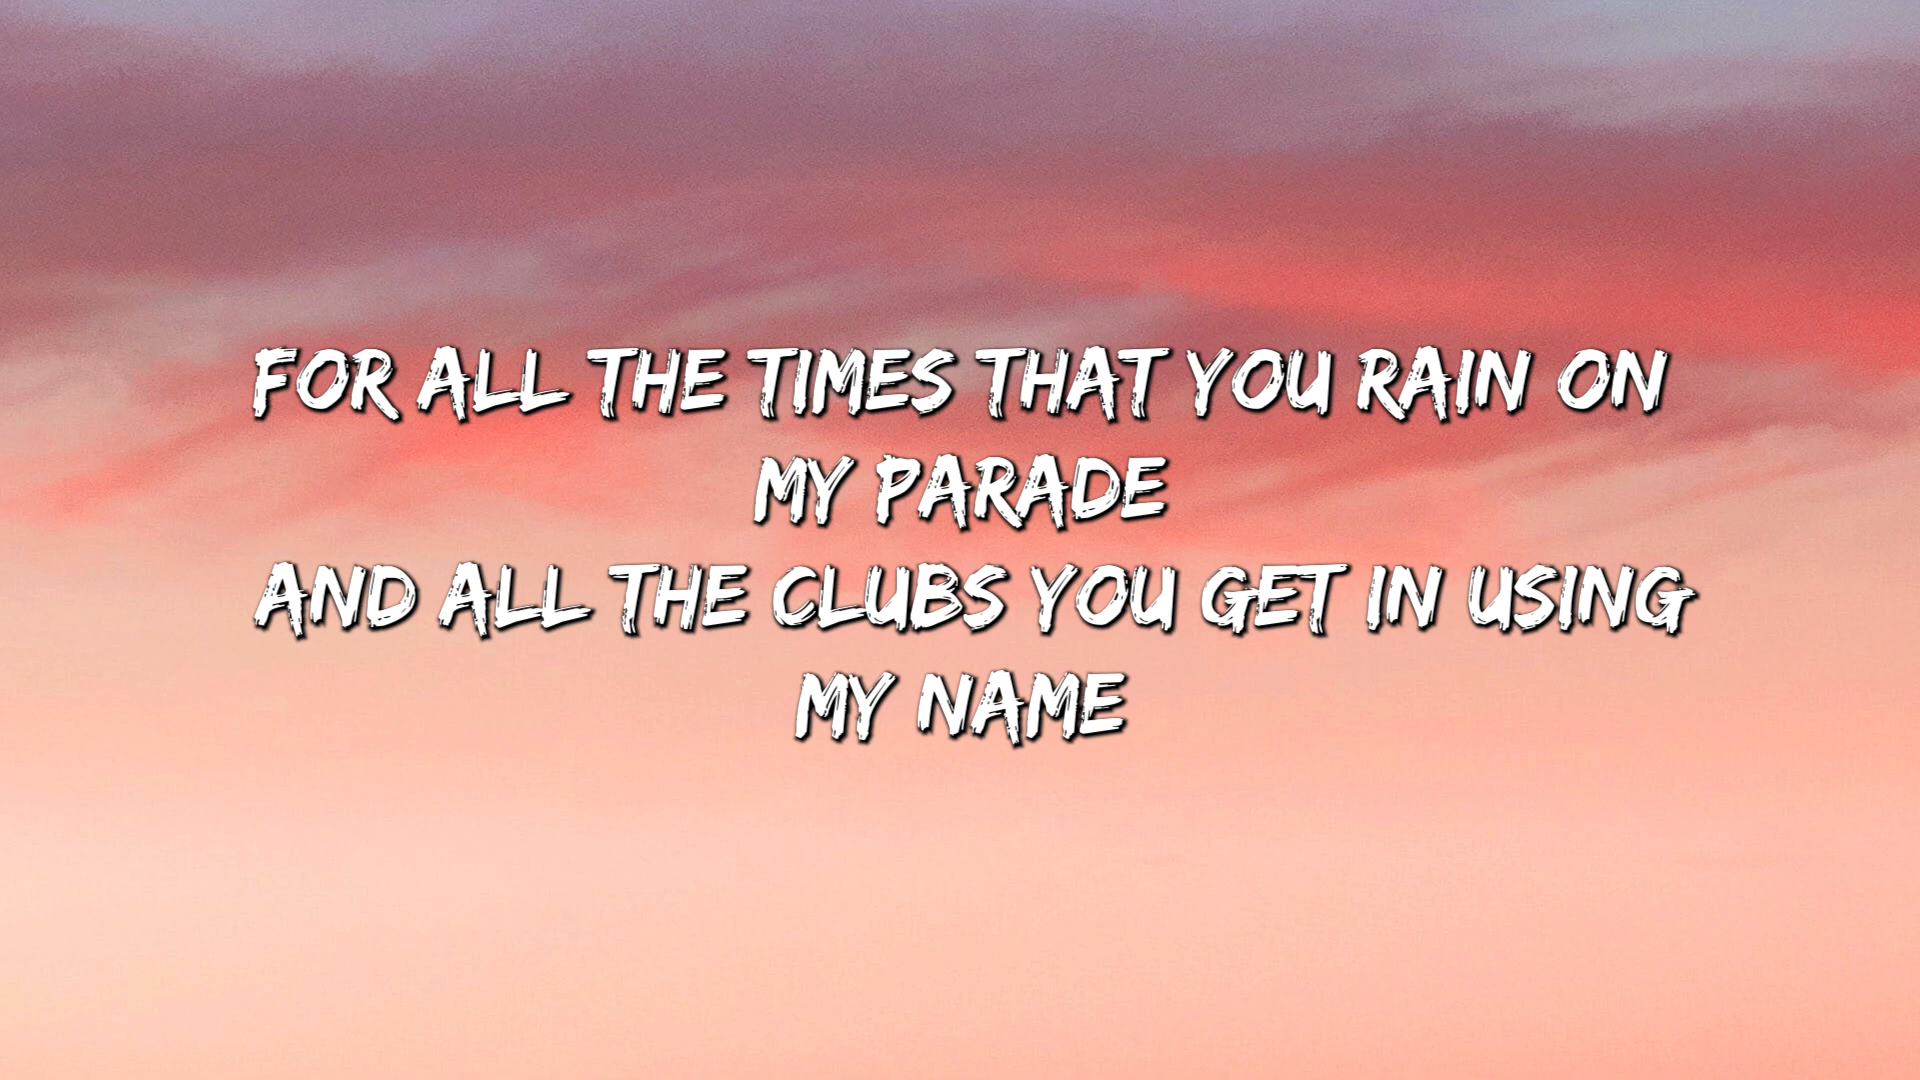 FOR ALL THE TIMES THAT YOU RAIN ON
MY PARADE
AND ALL THE CLUBS YOU GET IN USING
MY NAME